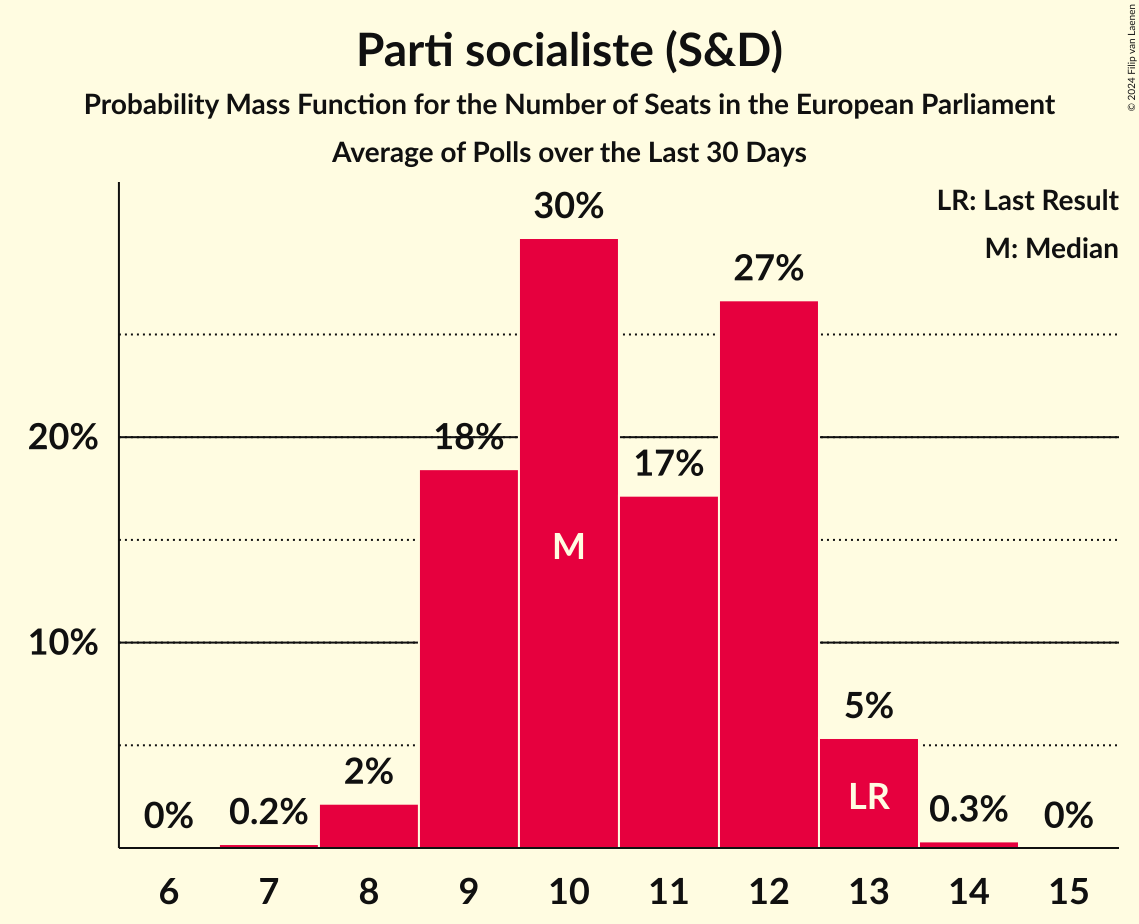 Parti socialiste (S&D)
Probability Mass Function for the Number of Seats in the European Parliament
Average of Polls over the Last 30 Days
© 2024 Filip van Laenen
LR: Last Result
M: Median
20%
10%
0%
0.2%
2%
18%
30%
17%
27%
5%
0.3%
0%
M
LR
6 7 8 9 10 11 12 13 14 15